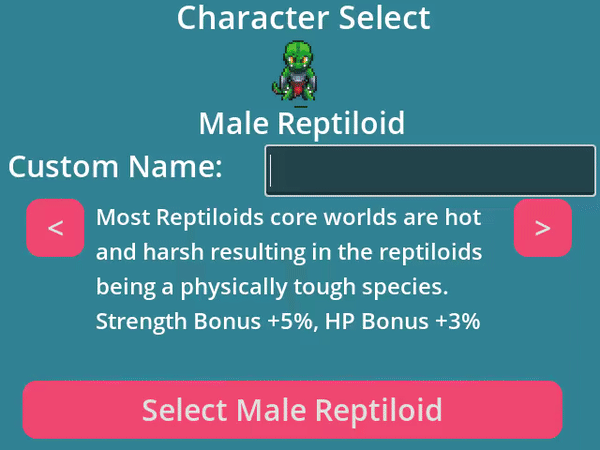 Character Select
Male Reptiloid
Custom Name:
< Most Reptiloids core worlds are hot >
and harsh resulting in the reptiloids
being a physically tough species.
Strength Bonus +5%, HP Bonus +3%
Select Male Reptiloid